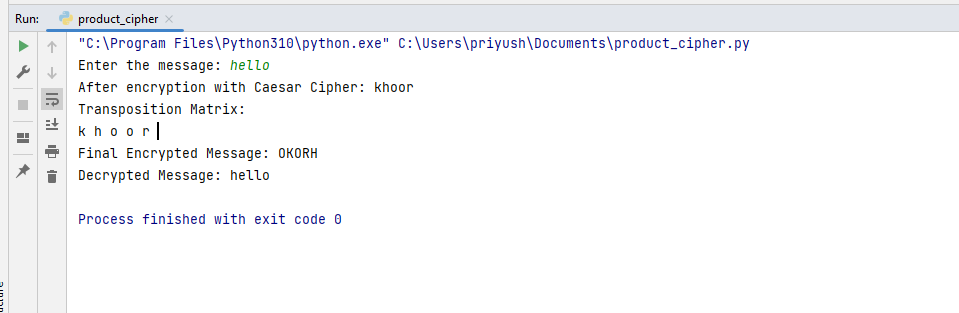 Run: product_cipher
"C:\Program Files\Python310\python.exe" C:\Users\priyush\Documents\product_cipher.py
Enter the message: hello
After encryption with Caesar Cipher: khoor
Transposition Matrix:
k h o o r
Final Encrypted Message: OKORH
Decrypted Message: hello
Process finished with exit code 0